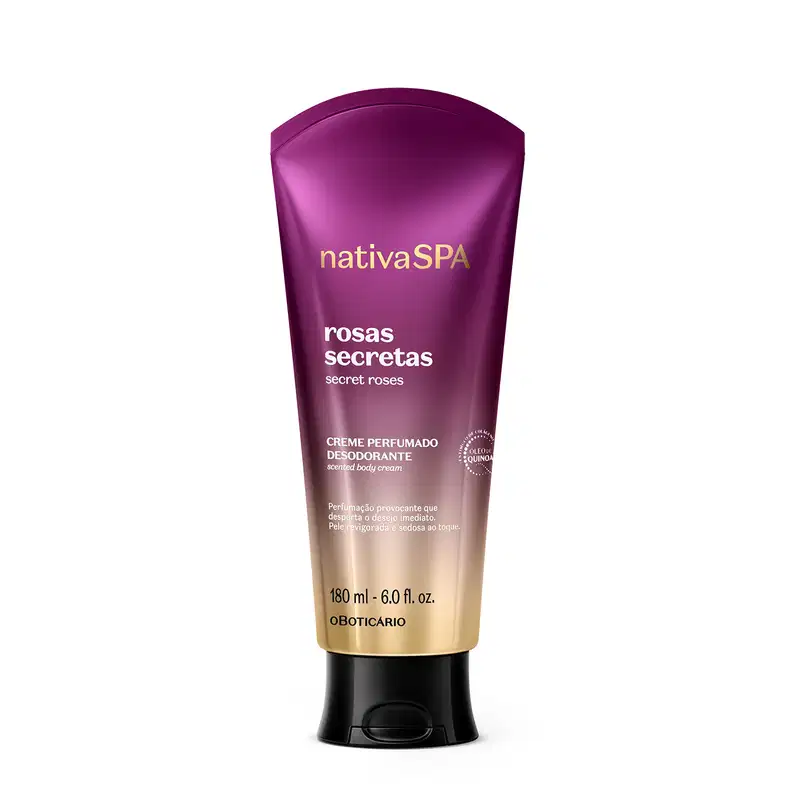 nativaSPA
rosas
secretas
secret roses
CREME PERFUMADO
DESODORANTE
scented body cream
ÓLEO DE
QUINOA
Perfumação provocante que
desperta o desejo imediato.
Pele revigorada e sedosa ao toque.
180 ml - 6.0 fl. oz.
oBOTICÁRIO